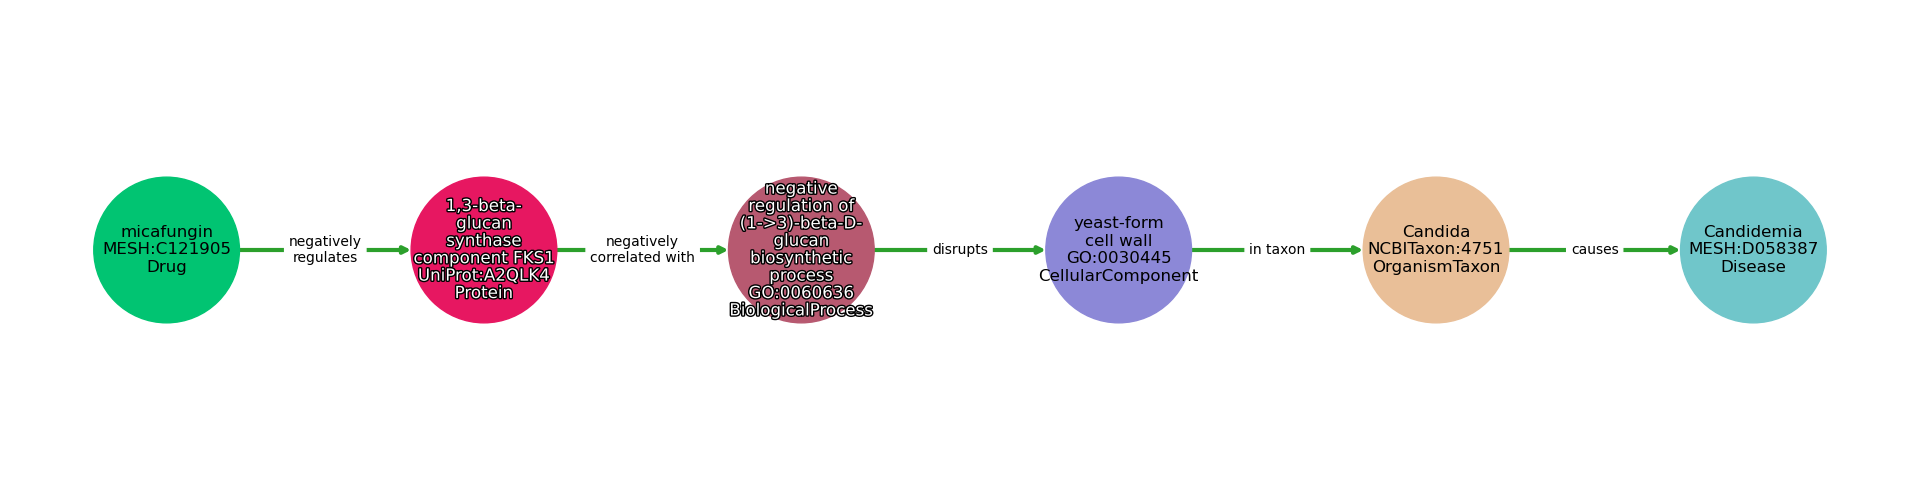 micafungin
MESH:C121905
Drug
negatively
regulates
1,3-beta-
glucan
synthase
component FKS1
UniProt:A2QLK4
Protein
negatively
correlated with
negative
regulation of
(1->3)-beta-D-
glucan
biosynthetic
process
GO:0060636
BiologicalProcess
disrupts
yeast-form
cell wall
GO:0030445
CellularComponent
in taxon
Candida
NCBITaxon:4751
OrganismTaxon
causes
Candidemia
MESH:D058387
Disease